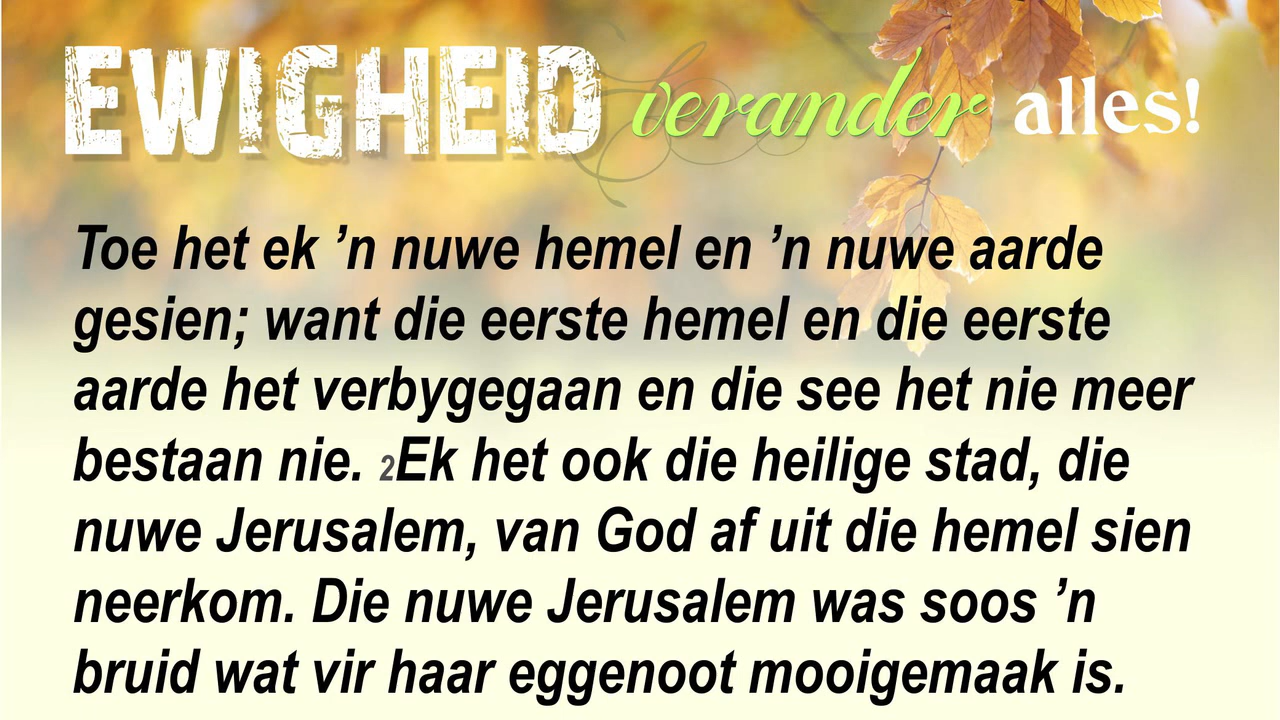 EWIGHEID verander alles!
Toe het ek ’n nuwe hemel en ’n nuwe aarde
gesien; want die eerste hemel en die eerste
aarde het verbygegaan en die see het nie meer
bestaan nie. 2Ek het ook die heilige stad, die
nuwe Jerusalem, van God af uit die hemel sien
neerkom. Die nuwe Jerusalem was soos ’n
bruid wat vir haar eggenoot mooigemaak is.